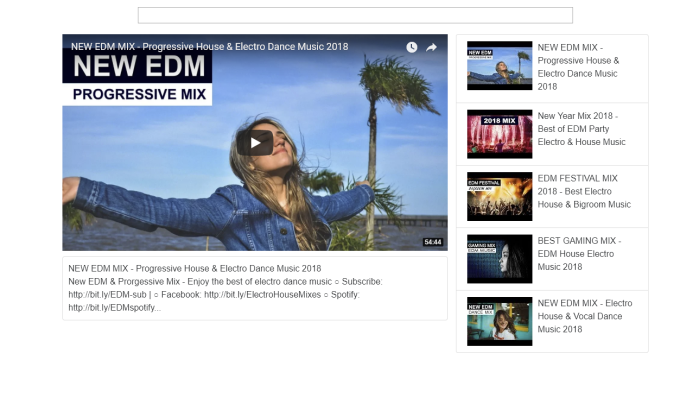 NEW EDM MIX - Progressive House & Electro Dance Music 2018
NEW EDM
PROGRESSIVE MIX
54:44
NEW EDM MIX - Progressive House & Electro Dance Music 2018
New EDM & Prorgessive Mix - Enjoy the best of electro dance music ○ Subscribe:
http://bit.ly/EDM-sub | ○ Facebook: http://bit.ly/ElectroHouseMixes ○ Spotify:
http://bit.ly/EDMspotify...
NEW EDM
PROGRESSIVE MIX
NEW EDM MIX -
Progressive House &
Electro Dance Music
2018
2018 MIX
New Year Mix 2018 -
Best of EDM Party
Electro & House Music
EDM FESTIVAL
EDM FESTIVAL MIX
2018 - Best Electro
House & Bigroom Music
GAMING MIX
BEST GAMING MIX -
EDM House Electro
Music 2018
NEW EDM
DANCE MIX
NEW EDM MIX - Electro
House & Vocal Dance
Music 2018